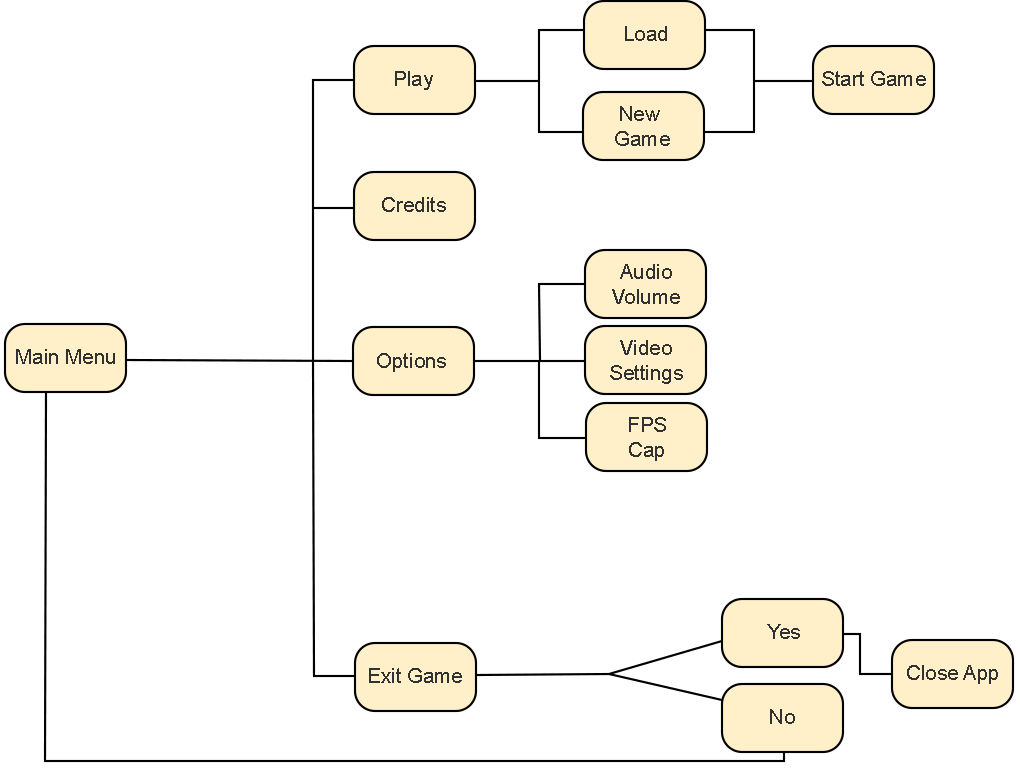 Load
Play
Start Game
New
Game
Credits
Audio
Volume
Main Menu
Options
Video
Settings
FPS
Cap
Yes
Exit Game
Close App
No